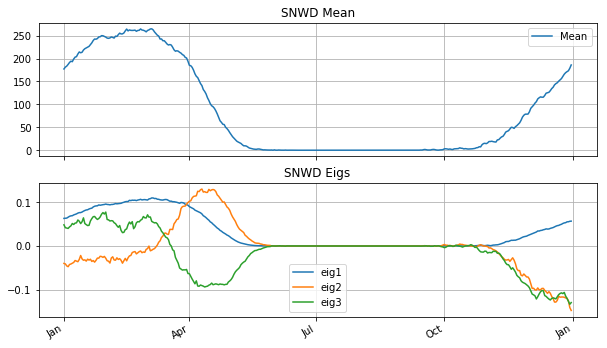 SNWD Mean
250
200
150
100
50
0
Mean
SNWD Eigs
0.1
0.0
−0.1
eig1
eig2
eig3
Jan Apr Jul Oct Jan